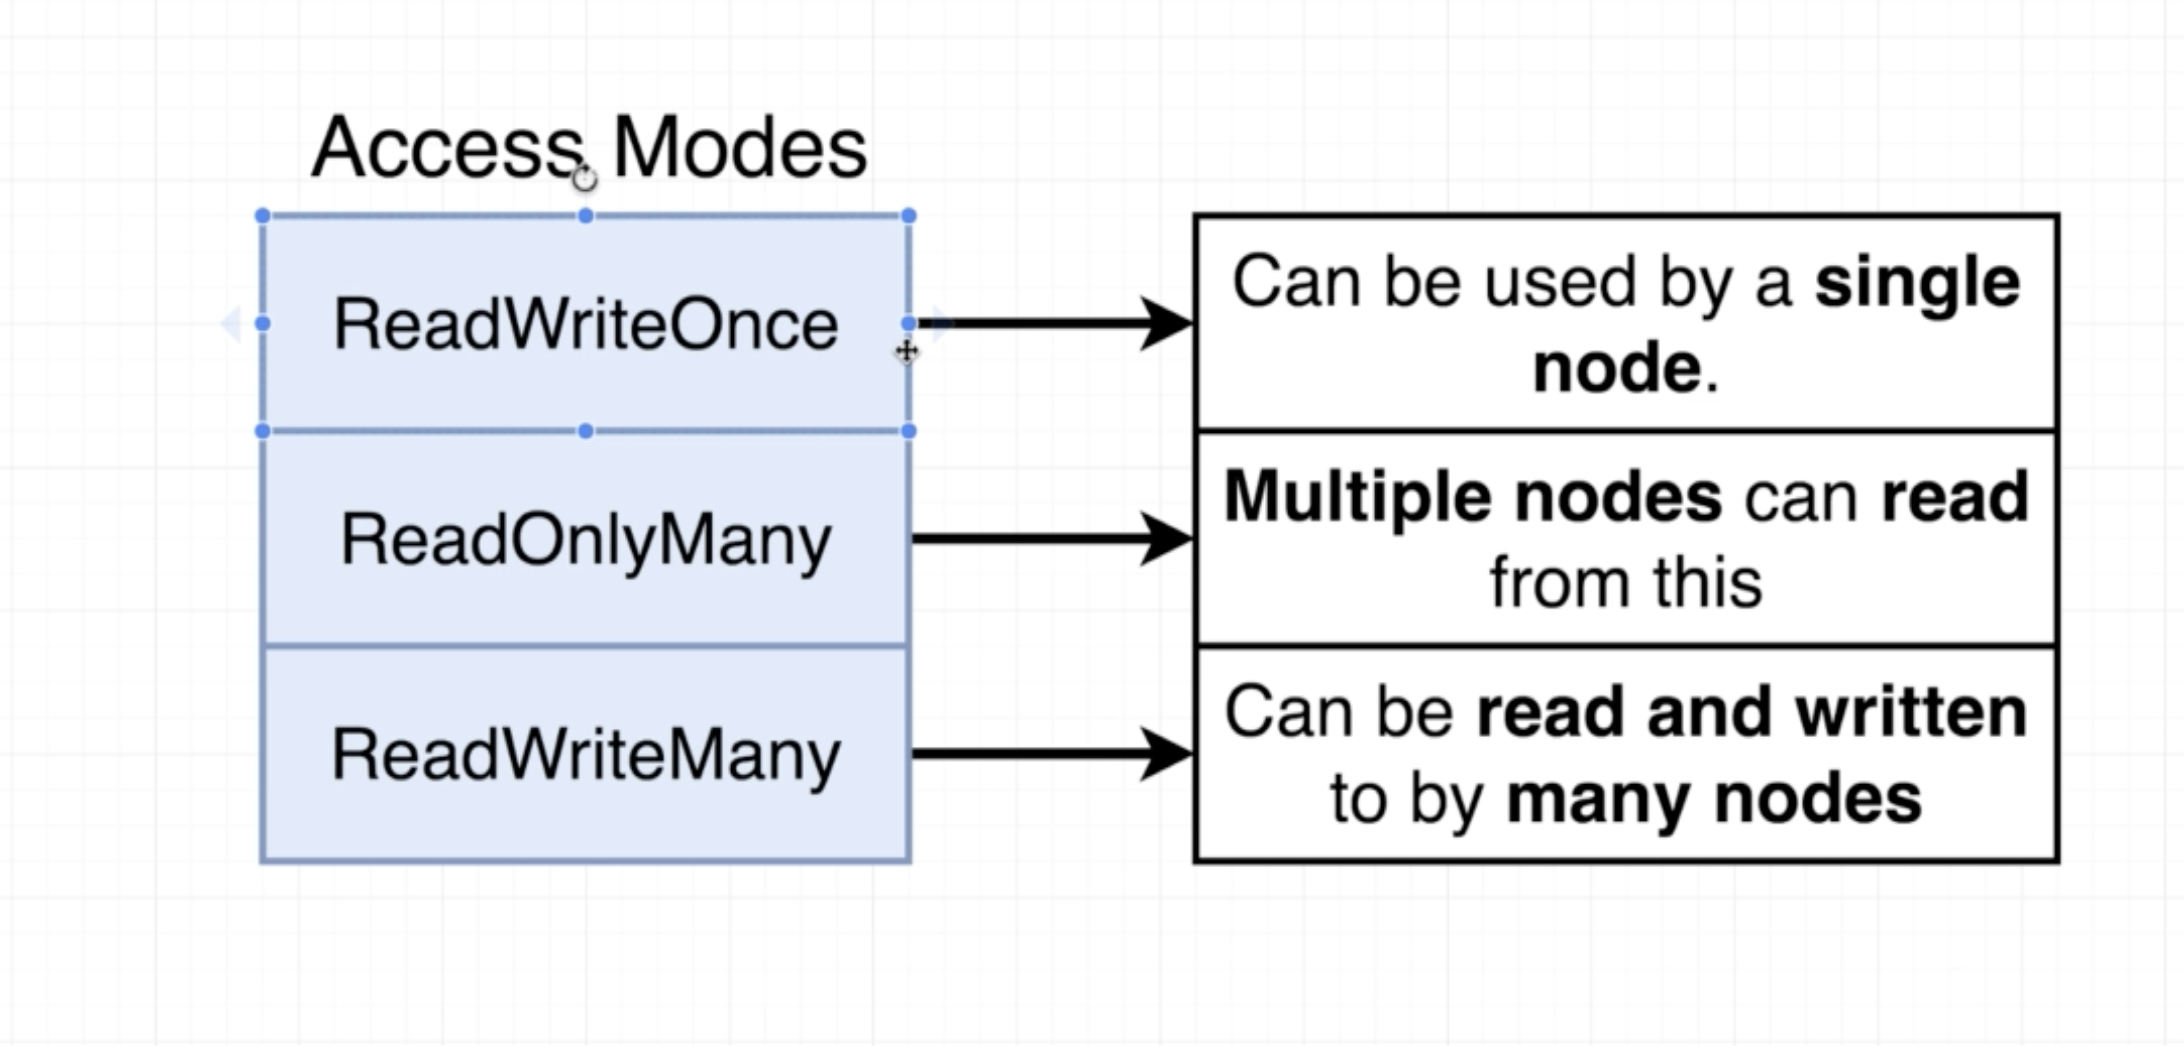 Access Modes
ReadWriteOnce
Can be used by a single
node.
ReadOnlyMany
Multiple nodes can read
from this
ReadWriteMany
Can be read and written
to by many nodes